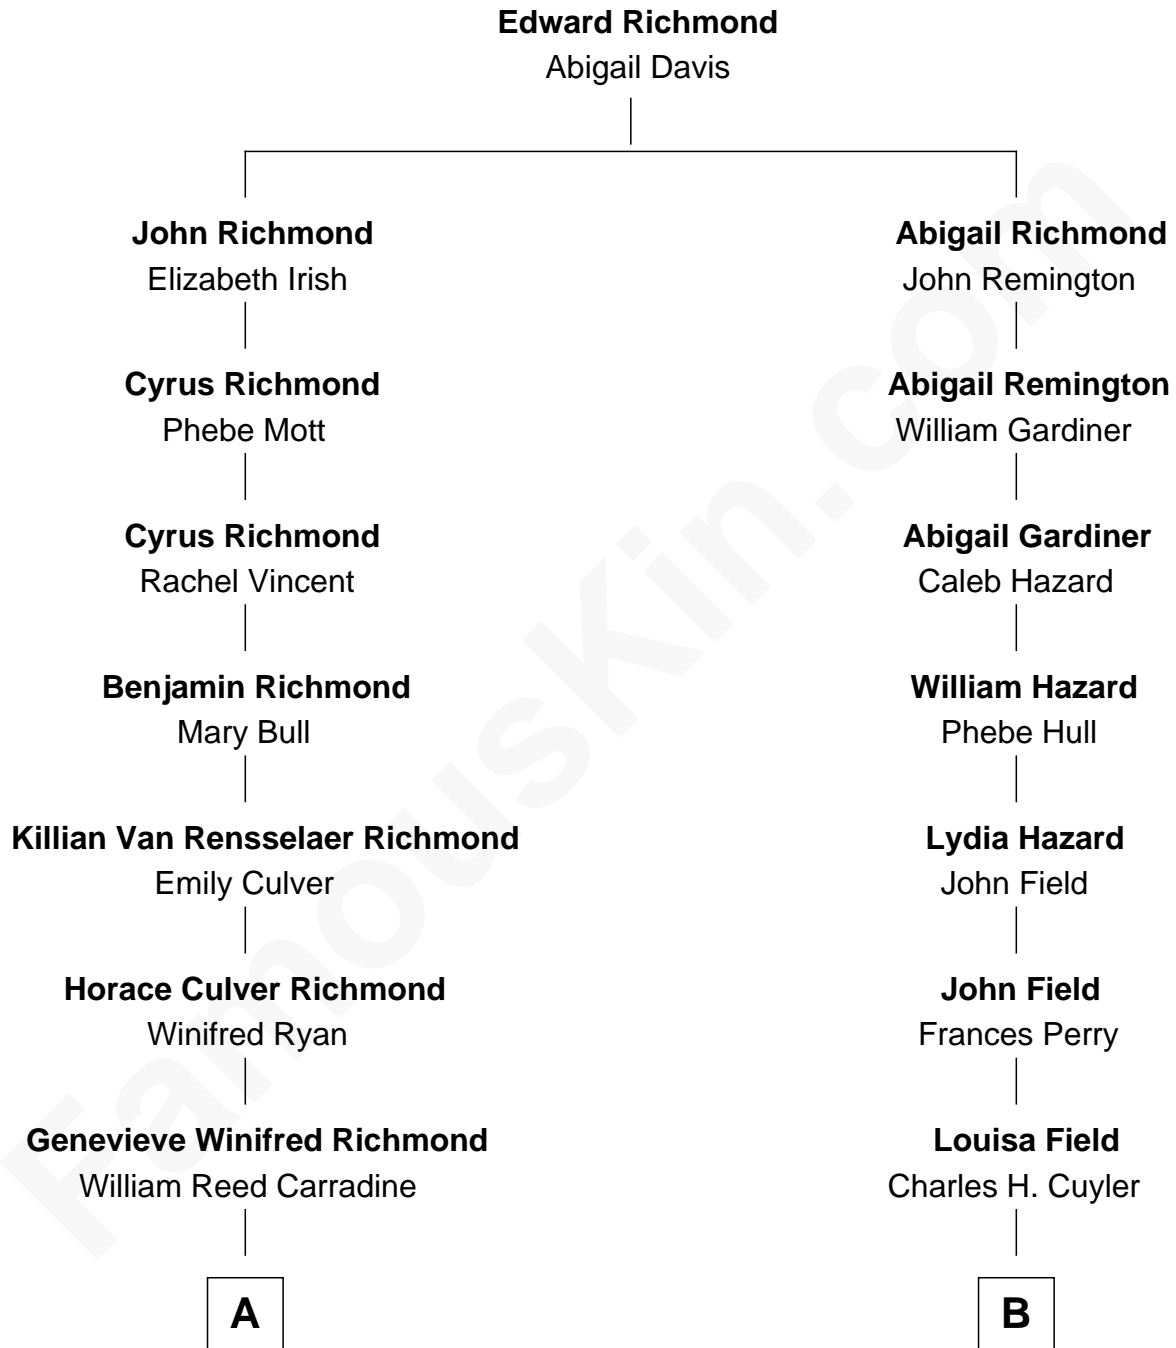 Edward Richmond
Abigail Davis
John Richmond
Elizabeth Irish
Abigail Richmond
John Remington
Cyrus Richmond
Phebe Mott
Abigail Remington
William Gardiner
Cyrus Richmond
Rachel Vincent
Abigail Gardiner
Caleb Hazard
Benjamin Richmond
Mary Bull
William Hazard
Phebe Hull
Killian Van Rensselaer Richmond
Emily Culver
Lydia Hazard
John Field
Horace Culver Richmond
Winifred Ryan
John Field
Frances Perry
Genevieve Winifred Richmond
William Reed Carradine
Louisa Field
Charles H. Cuyler
A
B
FamousKin.com